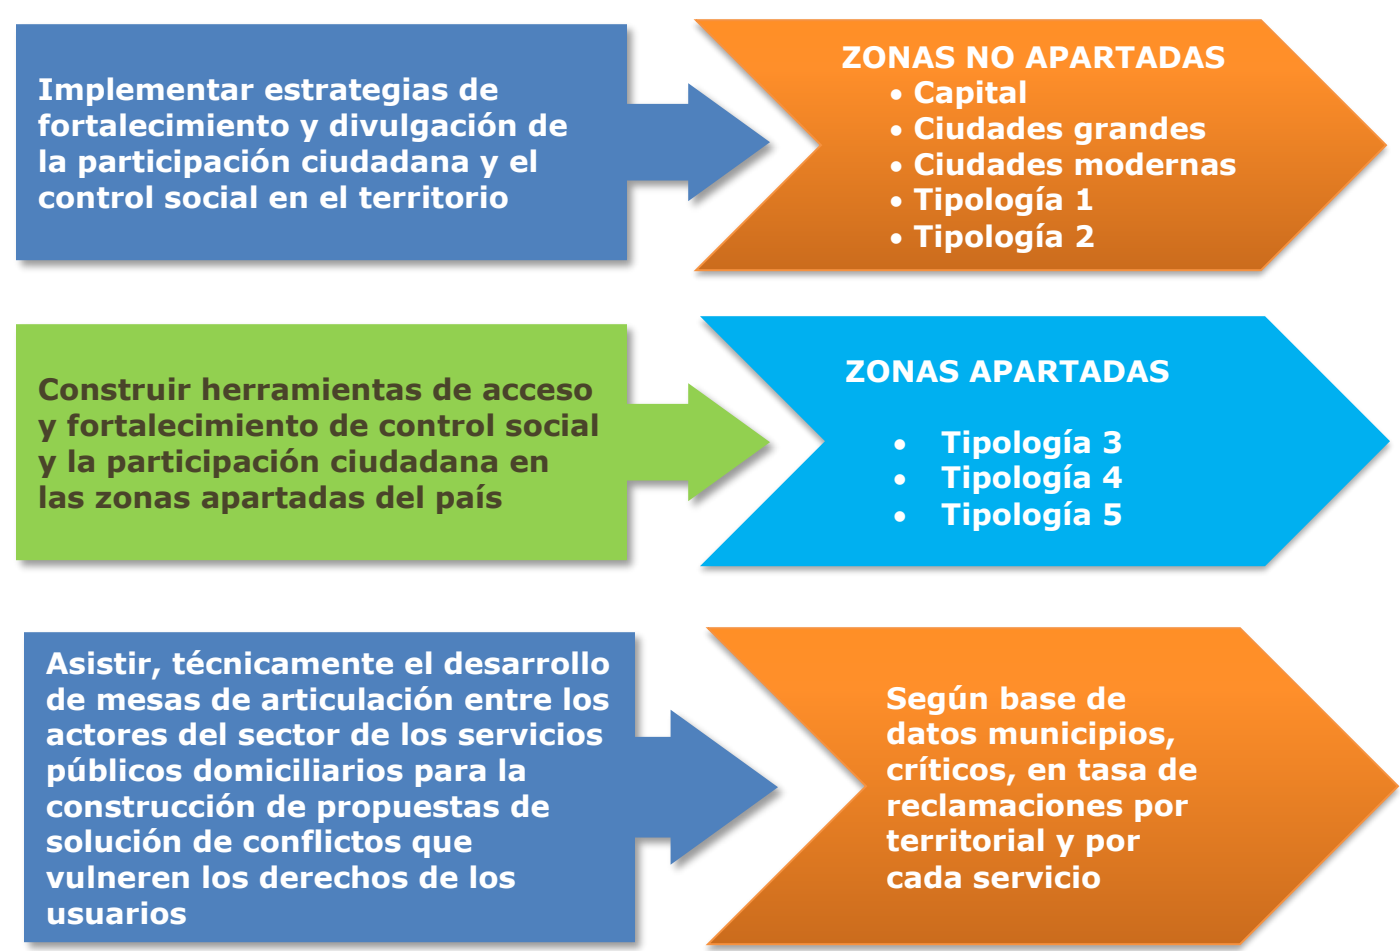 Implementar estrategias de
fortalecimiento y divulgación de
la participación ciudadana y el
control social en el territorio
ZONAS NO APARTADAS
• Capital
• Ciudades grandes
• Ciudades modernas
• Tipología 1
• Tipología 2
Construir herramientas de acceso
y fortalecimiento de control social
y la participación ciudadana en
las zonas apartadas del país
ZONAS APARTADAS
• Tipología 3
• Tipología 4
• Tipología 5
Asistir, técnicamente el desarrollo
de mesas de articulación entre los
actores del sector de los servicios
públicos domiciliarios para la
construcción de propuestas de
solución de conflictos que
vulneren los derechos de los
usuarios
Según base de
datos municipios,
críticos, en tasa de
reclamaciones por
territorial y por
cada servicio